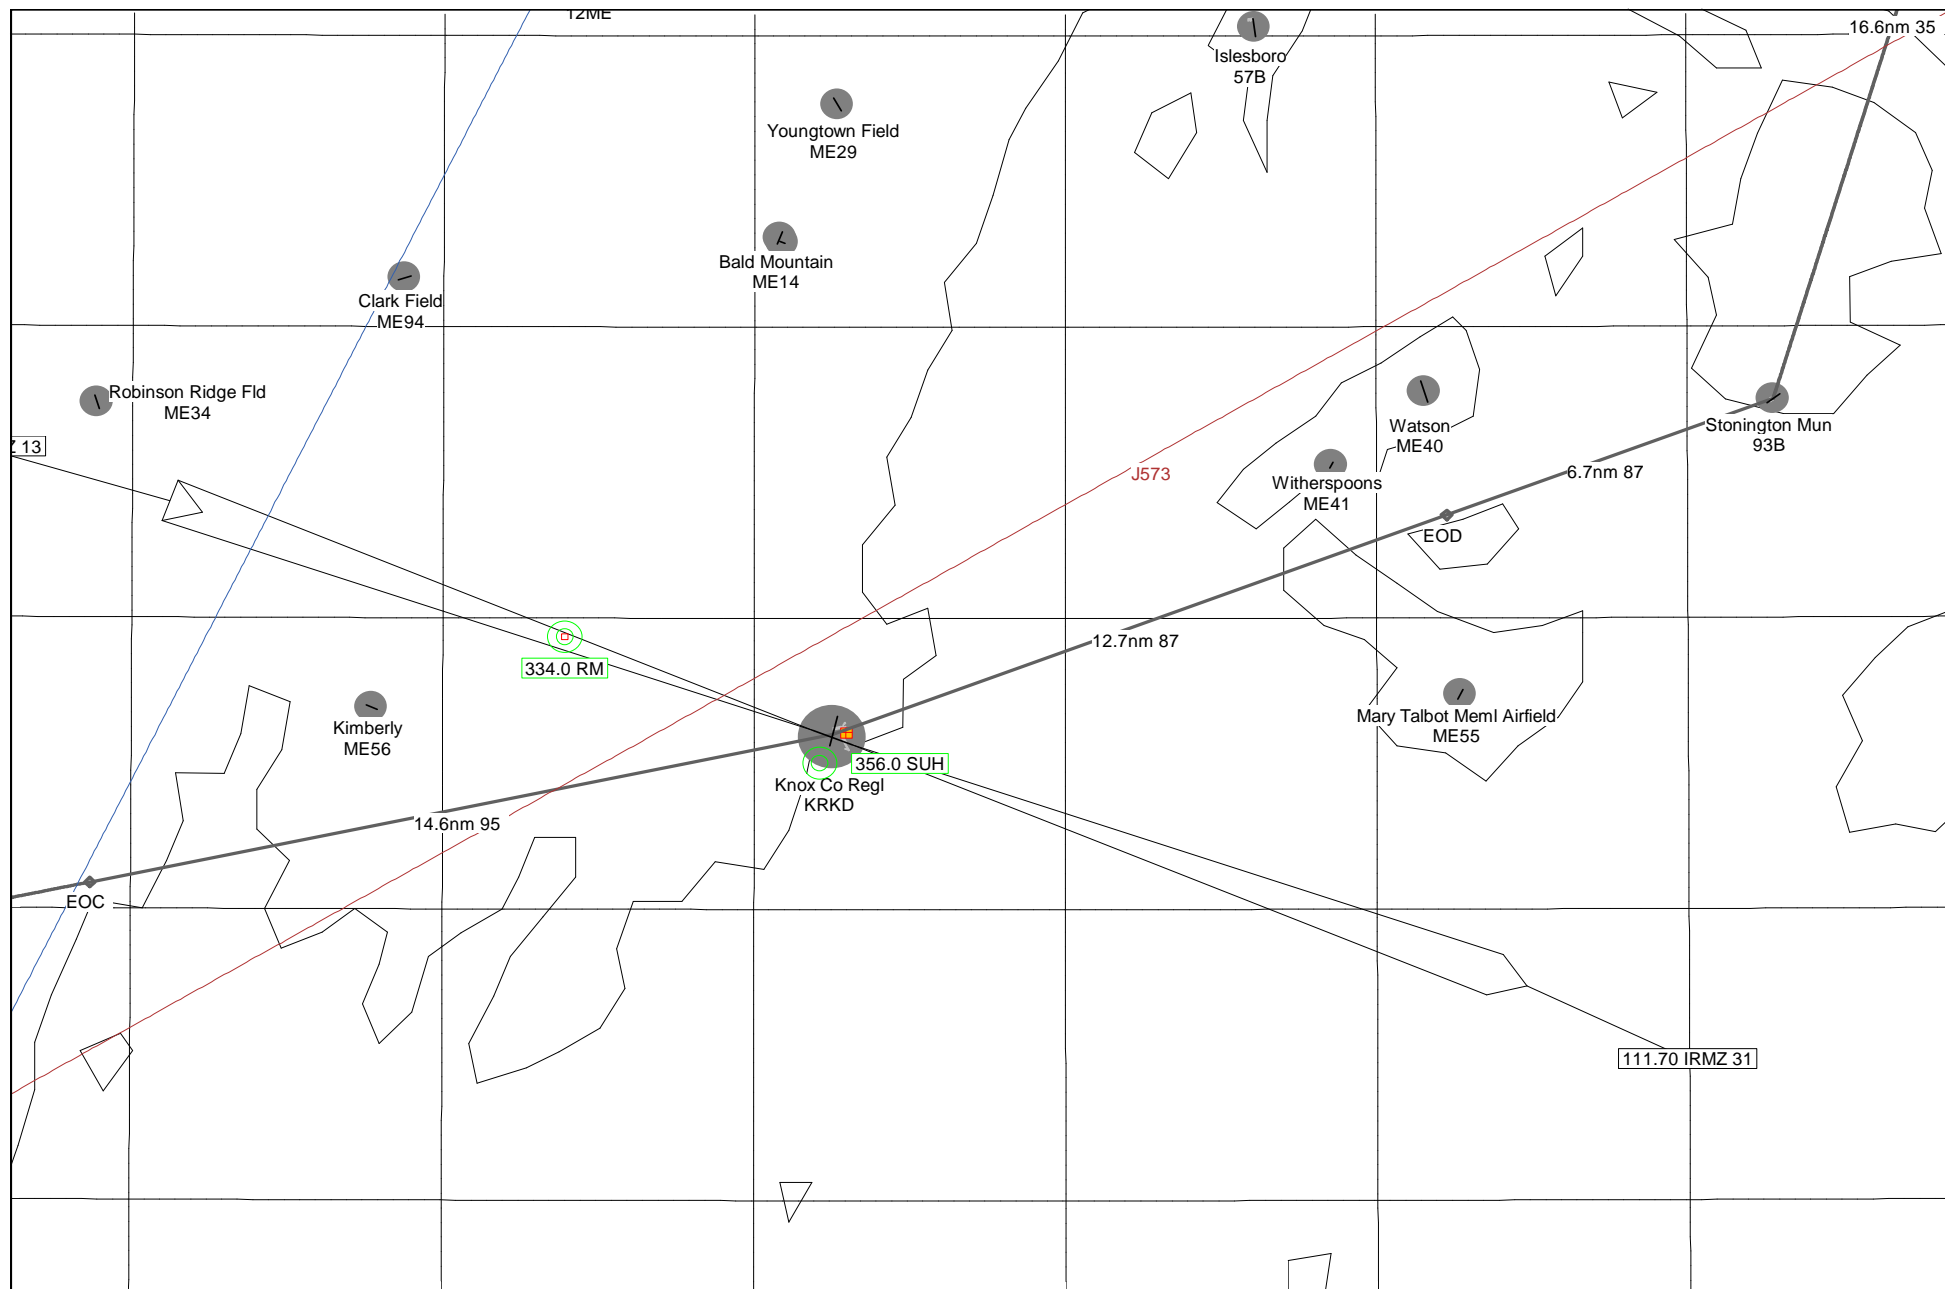 12ME
16.6nm 35
Islesboro
57B
Youngtown Field
ME29
Bald Mountain
ME14
Clark Field
ME94
Robinson Ridge Fld
ME34
Z 13
Watson
ME40
Stonington Mun
93B
J573
6.7nm 87
Witherspoons
ME41
EOD
12.7nm 87
334.0 RM
Kimberly
ME56
Mary Talbot Meml Airfield
ME55
356.0 SUH
Knox Co Regl
KRKD
14.6nm 95
EOC
111.70 IRMZ 31